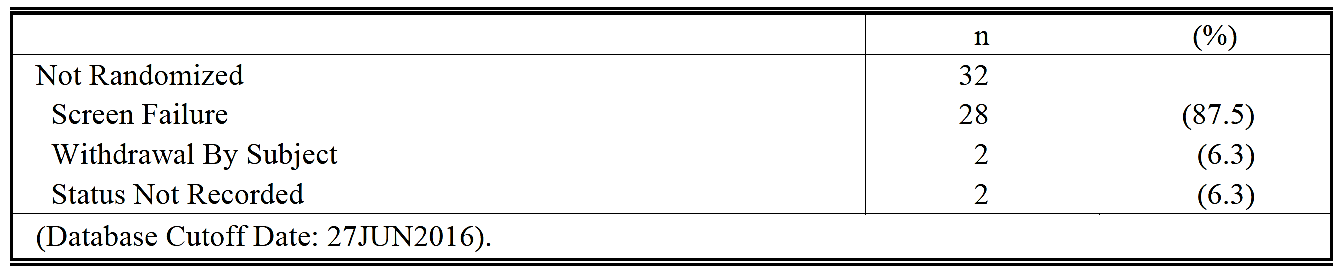 n (%)
Not Randomized 32
Screen Failure 28 (87.5)
Withdrawal By Subject 2 (6.3)
Status Not Recorded 2 (6.3)
(Database Cutoff Date: 27JUN2016).